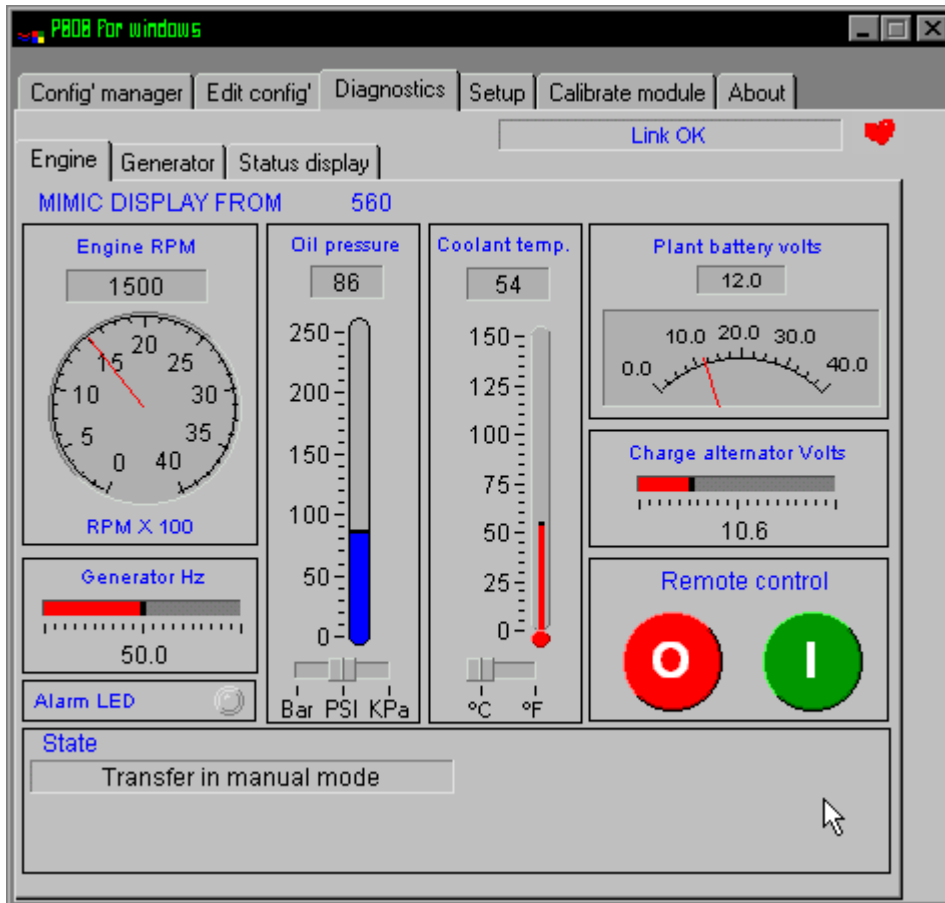 P808 For windows
Config' manager Edit config' Diagnostics Setup Calibrate module About
Link OK
Engine Generator Status display
MIMIC DISPLAY FROM 560
Engine RPM
1500
0 5 10 15 20 25 30 35 40
RPM X 100
Oil pressure
86
250
200
150
100
50
0
Bar PSI KPa
Coolant temp.
54
150
125
100
75
50
25
0
ºC ºF
Plant battery volts
12.0
0.0 10.0 20.0 30.0 40.0
Charge alternator Volts
10.6
Generator Hz
50.0
Remote control
O I
Alarm LED
State
Transfer in manual mode